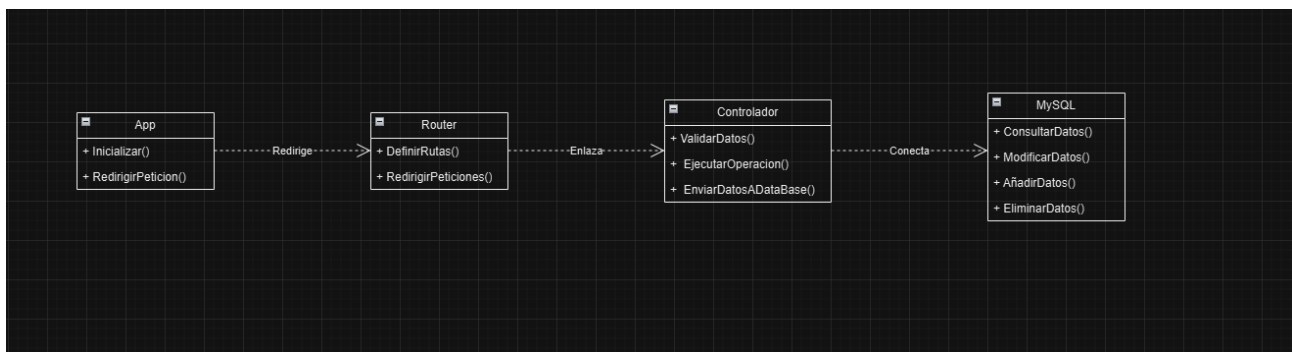 App
+ Inicializar()
+ RedirigirPeticion()
Redirige
Router
+ DefinirRutas()
+ RedirigirPeticiones()
Enlaza
Controlador
+ ValidarDatos()
+ EjecutarOperacion()
+ EnviarDatosADataBase()
Conecta
MySQL
+ ConsultarDatos()
+ ModificarDatos()
+ AñadirDatos()
+ EliminarDatos()